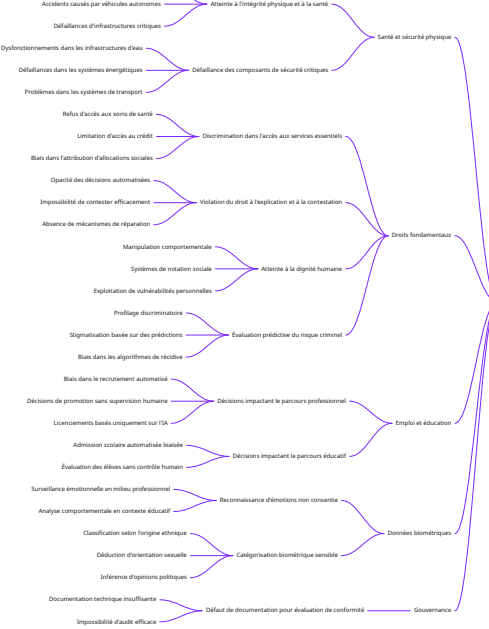 Accidents causés par véhicules autonomes
Atteinte à l'intégrité physique et à la santé
Défaillances d'infrastructures critiques
Santé et sécurité physique
Dysfonctionnements dans les infrastructures d'eau
Défaillances dans les systèmes énergétiques
Défaillance des composants de sécurité critiques
Problèmes dans les systèmes de transport
Refus d'accès aux soins de santé
Limitation d'accès au crédit
Discrimination dans l'accès aux services essentiels
Biais dans l'attribution d'allocations sociales
Opacité des décisions automatisées
Impossibilité de contester efficacement
Violation du droit à l'explication et à la contestation
Absence de mécanismes de réparation
Droits fondamentaux
Manipulation comportementale
Systèmes de notation sociale
Atteinte à la dignité humaine
Exploitation de vulnérabilités personnelles
Profilage discriminatoire
Stigmatisation basée sur des prédictions
Évaluation prédictive du risque criminel
Biais dans les algorithmes de récidive
Biais dans le recrutement automatisé
Décisions de promotion sans supervision humaine
Décisions impactant le parcours professionnel
Licenciements basés uniquement sur l'IA
Emploi et éducation
Admission scolaire automatisée biaisée
Décisions impactant le parcours éducatif
Évaluation des élèves sans contrôle humain
Surveillance émotionnelle en milieu professionnel
Reconnaissance d'émotions non consentie
Analyse comportementale en contexte éducatif
Données biométriques
Classification selon l'origine ethnique
Déduction d'orientation sexuelle
Catégorisation biométrique sensible
Inférence d'opinions politiques
Documentation technique insuffisante
Défaut de documentation pour évaluation de conformité
Gouvernance
Impossibilité d'audit efficace